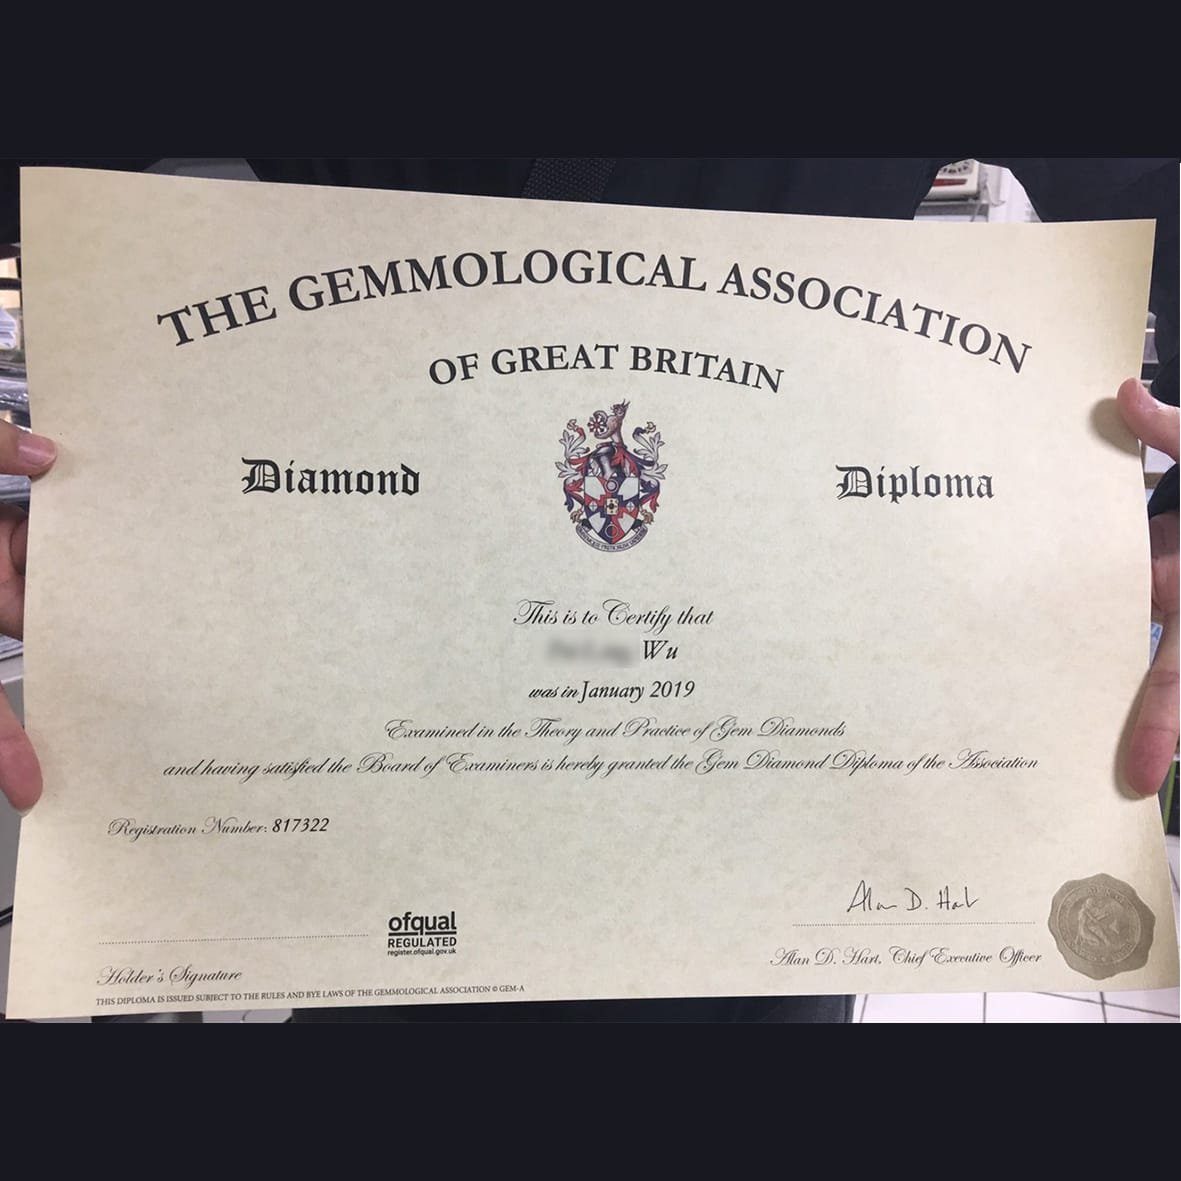 THE GEMMOLOGICAL ASSOCIATION
OF GREAT BRITAIN
Diamond Diploma
This is to Certify that
Wu
was in January 2019
Examined in the Theory and Practice of Gem Diamonds
and having satisfied the Board of Examiners is hereby granted the Gem Diamond Diploma of the Association
Registration Number: 817322
Alan D. Hart
ofqual
REGULATED
register.ofqual.gov.uk
Alan D. Hart, Chief Executive Officer
Holder's Signature
THIS DIPLOMA IS ISSUED SUBJECT TO THE RULES AND BYE LAWS OF THE GEMMOLOGICAL ASSOCIATION © GEM-A